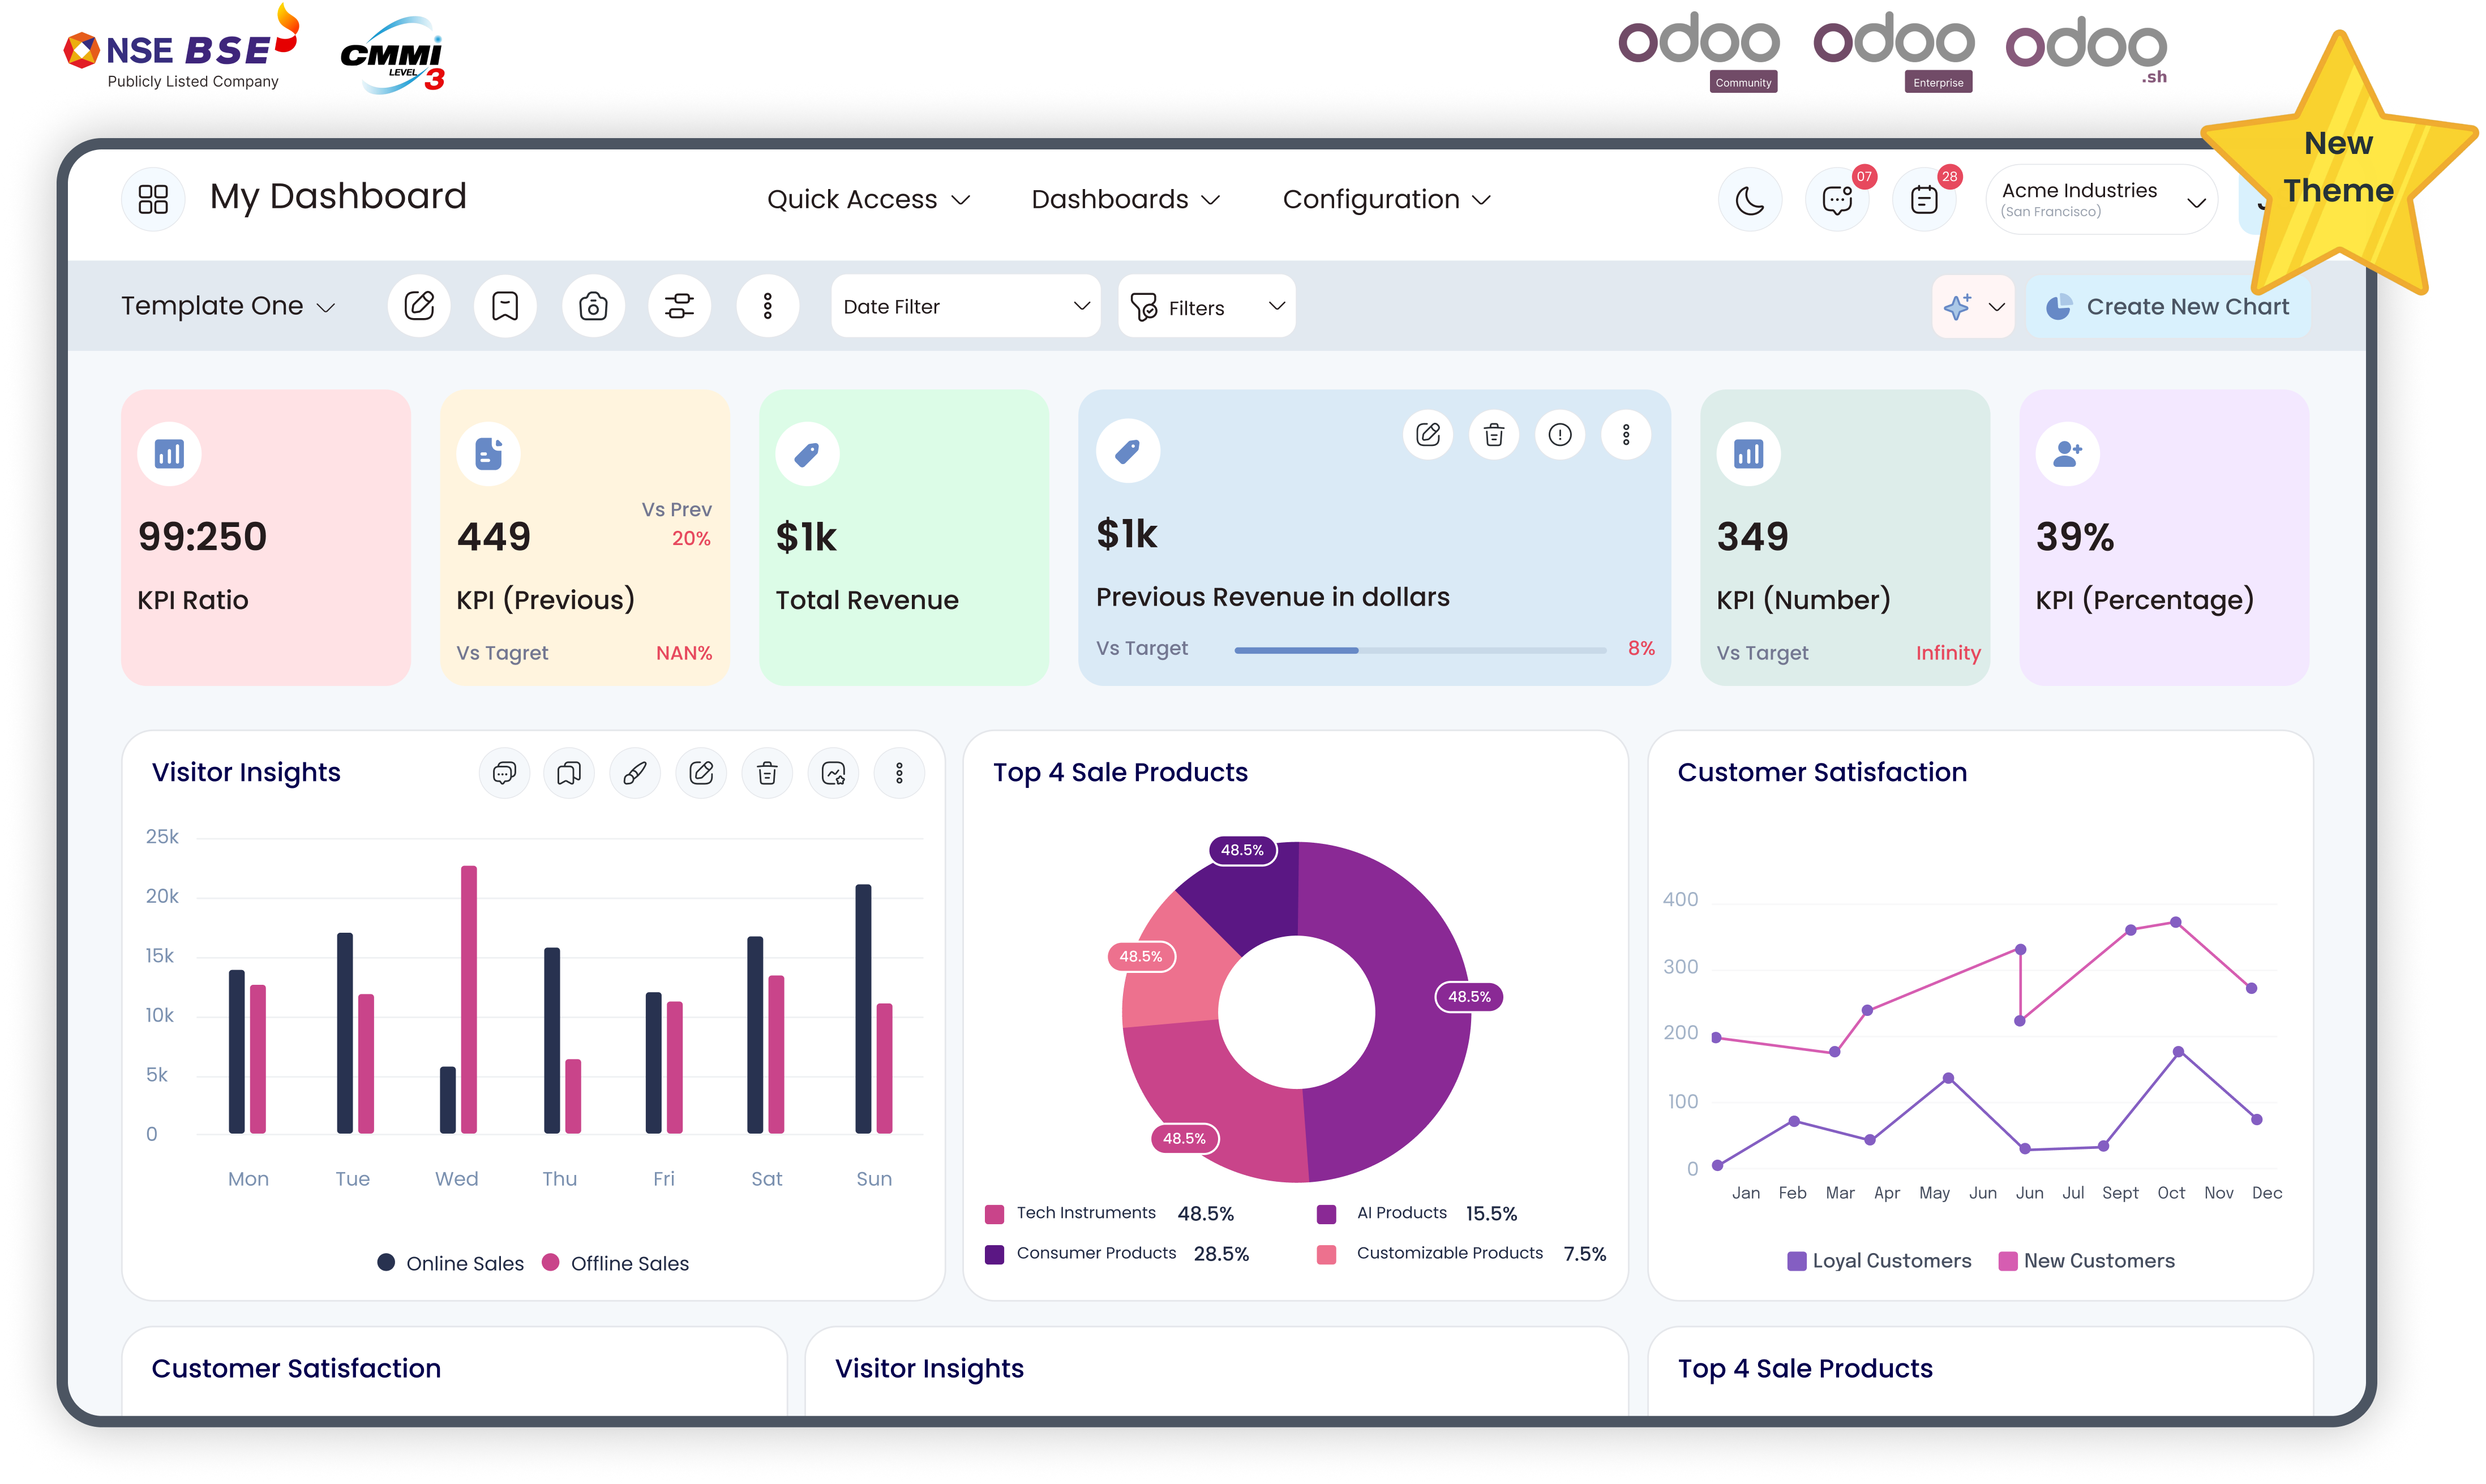 NSE BSE
Publicly Listed Company
CMMI
LEVEL 3
odoo
Community
odoo
Enterprise
odoo
.sh
New
Theme
My Dashboard
Quick Access
Dashboards
Configuration
07
28
Acme Industries
(San Francisco)
Template One
Date Filter
Filters
Create New Chart
99:250
KPI Ratio
449
Vs Prev
20%
KPI (Previous)
Vs Tagret NAN%
$1k
Total Revenue
$1k
Previous Revenue in dollars
Vs Target 8%
349
KPI (Number)
Vs Target Infinity
39%
KPI (Percentage)
Visitor Insights
25k
20k
15k
10k
5k
0
Mon Tue Wed Thu Fri Sat Sun
Online Sales Offline Sales
Top 4 Sale Products
48.5%
48.5%
48.5%
48.5%
Tech Instruments 48.5% AI Products 15.5%
Consumer Products 28.5% Customizable Products 7.5%
Customer Satisfaction
400
300
200
100
0
Jan Feb Mar Apr May Jun Jun Jul Sept Oct Nov Dec
Loyal Customers New Customers
Customer Satisfaction
Visitor Insights
Top 4 Sale Products